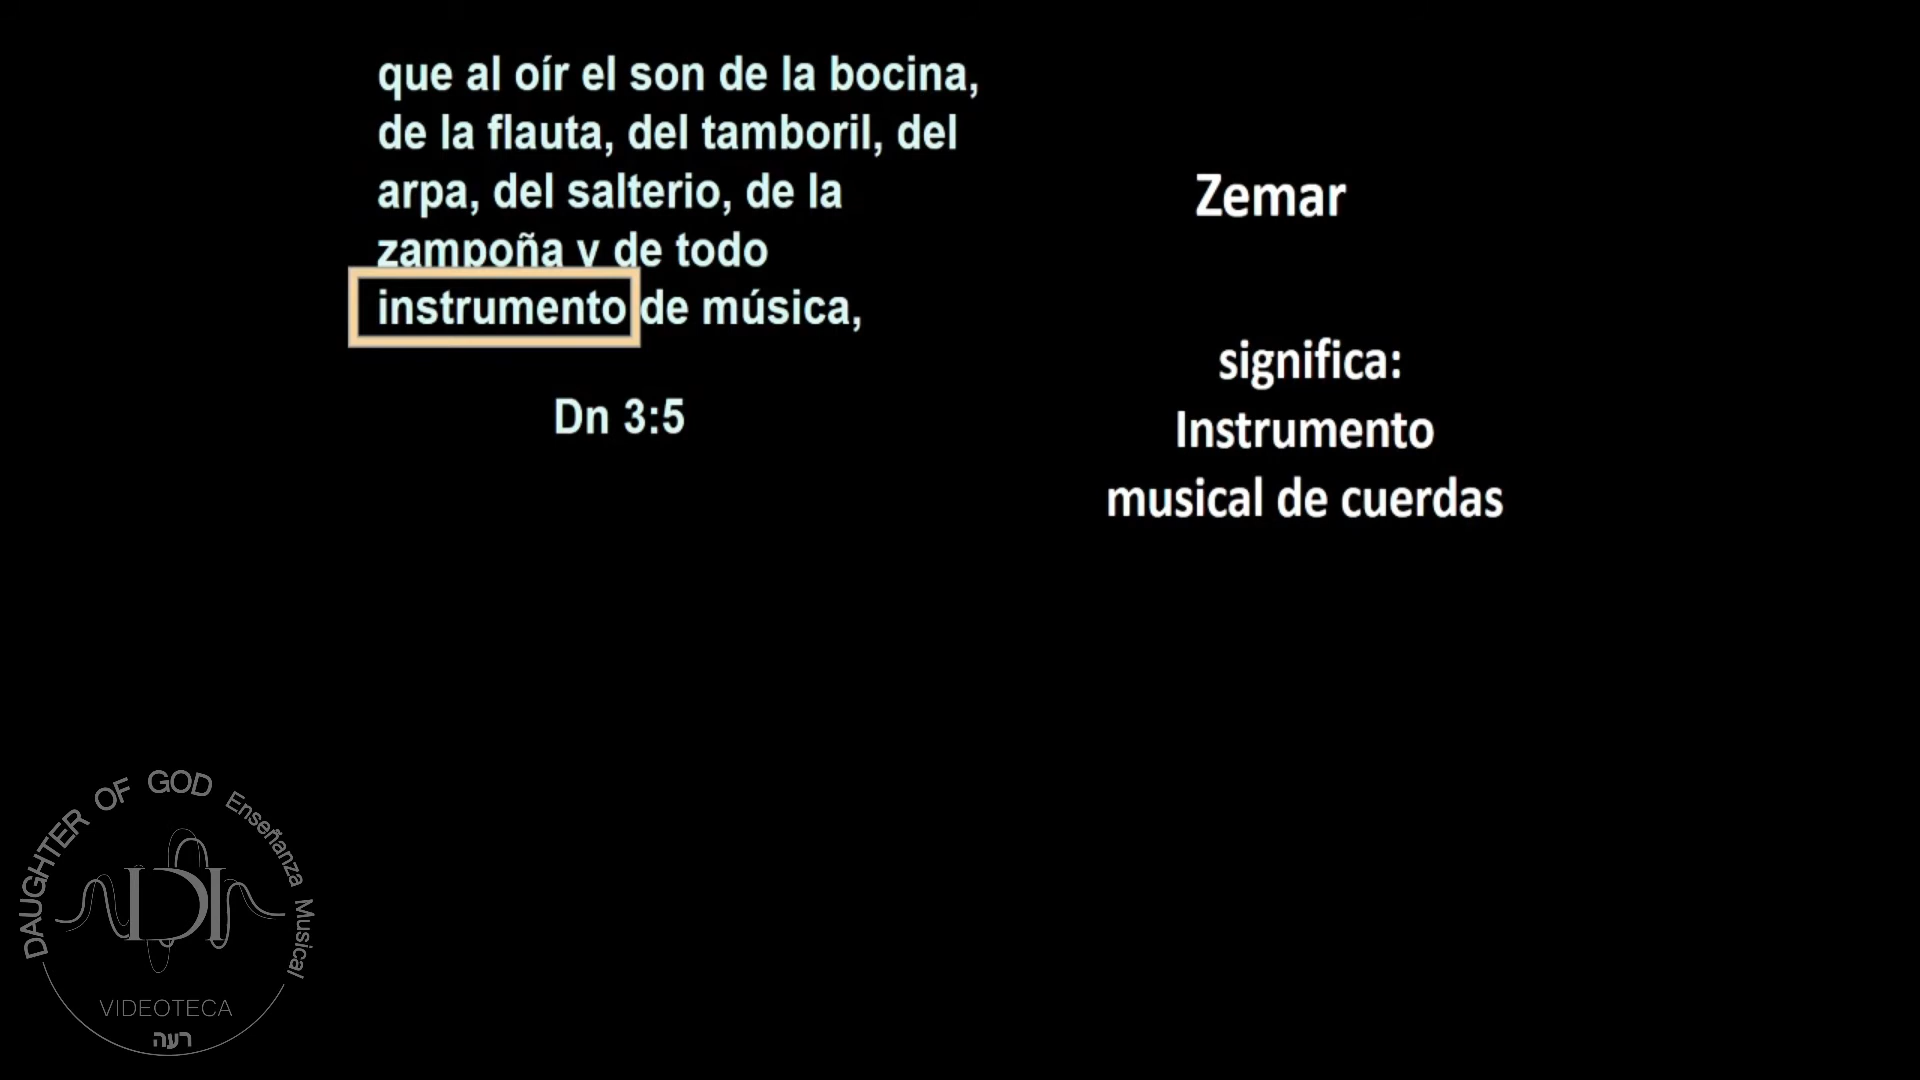 que al oír el son de la bocina,
de la flauta, del tamboril, del
arpa, del salterio, de la
zampoña y de todo
instrumento de música,
Dn 3:5
Zemar
significa:
Instrumento
musical de cuerdas
DAUGHTER OF GOD Enseñanza Musical
DI
VIDEOTECA
רעה